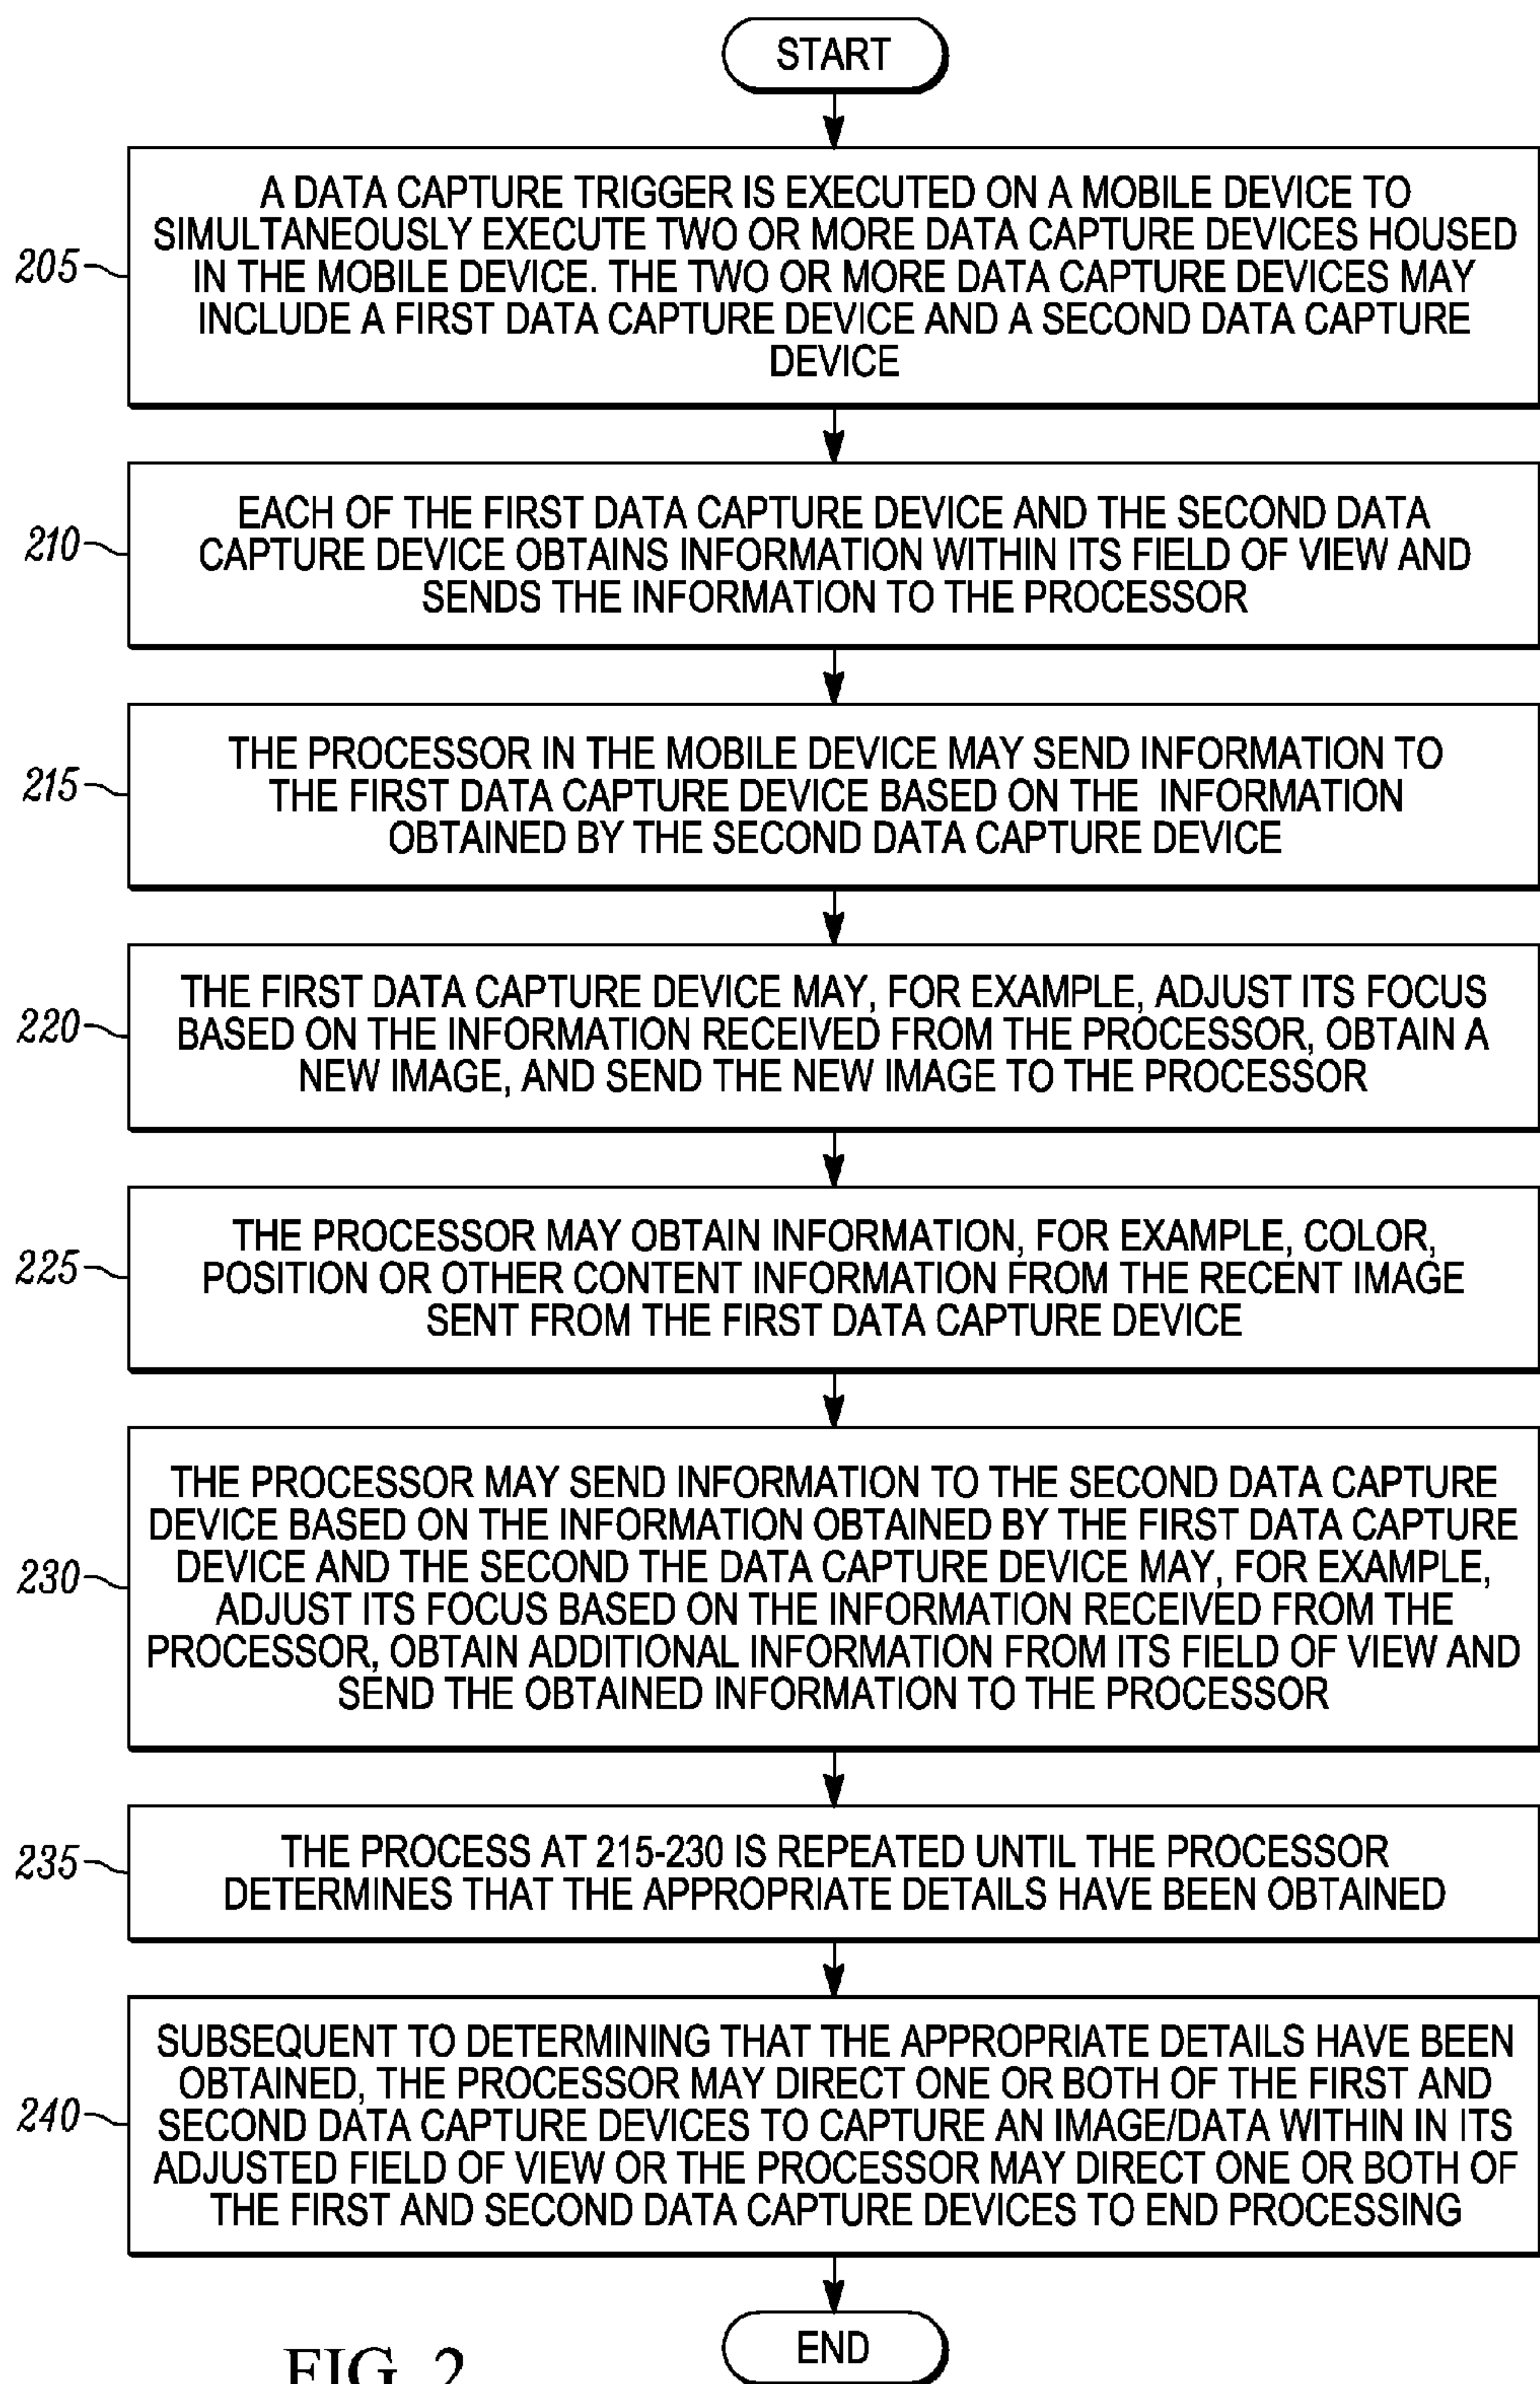 START
A DATA CAPTURE TRIGGER IS EXECUTED ON A MOBILE DEVICE TO
SIMULTANEOUSLY EXECUTE TWO OR MORE DATA CAPTURE DEVICES HOUSED
IN THE MOBILE DEVICE. THE TWO OR MORE DATA CAPTURE DEVICES MAY
INCLUDE A FIRST DATA CAPTURE DEVICE AND A SECOND DATA CAPTURE
DEVICE
205
EACH OF THE FIRST DATA CAPTURE DEVICE AND THE SECOND DATA
CAPTURE DEVICE OBTAINS INFORMATION WITHIN ITS FIELD OF VIEW AND
SENDS THE INFORMATION TO THE PROCESSOR
210
THE PROCESSOR IN THE MOBILE DEVICE MAY SEND INFORMATION TO
THE FIRST DATA CAPTURE DEVICE BASED ON THE INFORMATION
OBTAINED BY THE SECOND DATA CAPTURE DEVICE
215
THE FIRST DATA CAPTURE DEVICE MAY, FOR EXAMPLE, ADJUST ITS FOCUS
BASED ON THE INFORMATION RECEIVED FROM THE PROCESSOR, OBTAIN A
NEW IMAGE, AND SEND THE NEW IMAGE TO THE PROCESSOR
220
THE PROCESSOR MAY OBTAIN INFORMATION, FOR EXAMPLE, COLOR,
POSITION OR OTHER CONTENT INFORMATION FROM THE RECENT IMAGE
SENT FROM THE FIRST DATA CAPTURE DEVICE
225
THE PROCESSOR MAY SEND INFORMATION TO THE SECOND DATA CAPTURE
DEVICE BASED ON THE INFORMATION OBTAINED BY THE FIRST DATA CAPTURE
DEVICE AND THE SECOND THE DATA CAPTURE DEVICE MAY, FOR EXAMPLE,
ADJUST ITS FOCUS BASED ON THE INFORMATION RECEIVED FROM THE
PROCESSOR, OBTAIN ADDITIONAL INFORMATION FROM ITS FIELD OF VIEW AND
SEND THE OBTAINED INFORMATION TO THE PROCESSOR
230
THE PROCESS AT 215-230 IS REPEATED UNTIL THE PROCESSOR
DETERMINES THAT THE APPROPRIATE DETAILS HAVE BEEN OBTAINED
235
SUBSEQUENT TO DETERMINING THAT THE APPROPRIATE DETAILS HAVE BEEN
OBTAINED, THE PROCESSOR MAY DIRECT ONE OR BOTH OF THE FIRST AND
SECOND DATA CAPTURE DEVICES TO CAPTURE AN IMAGE/DATA WITHIN IN ITS
ADJUSTED FIELD OF VIEW OR THE PROCESSOR MAY DIRECT ONE OR BOTH OF
THE FIRST AND SECOND DATA CAPTURE DEVICES TO END PROCESSING
240
END
FIG. 2